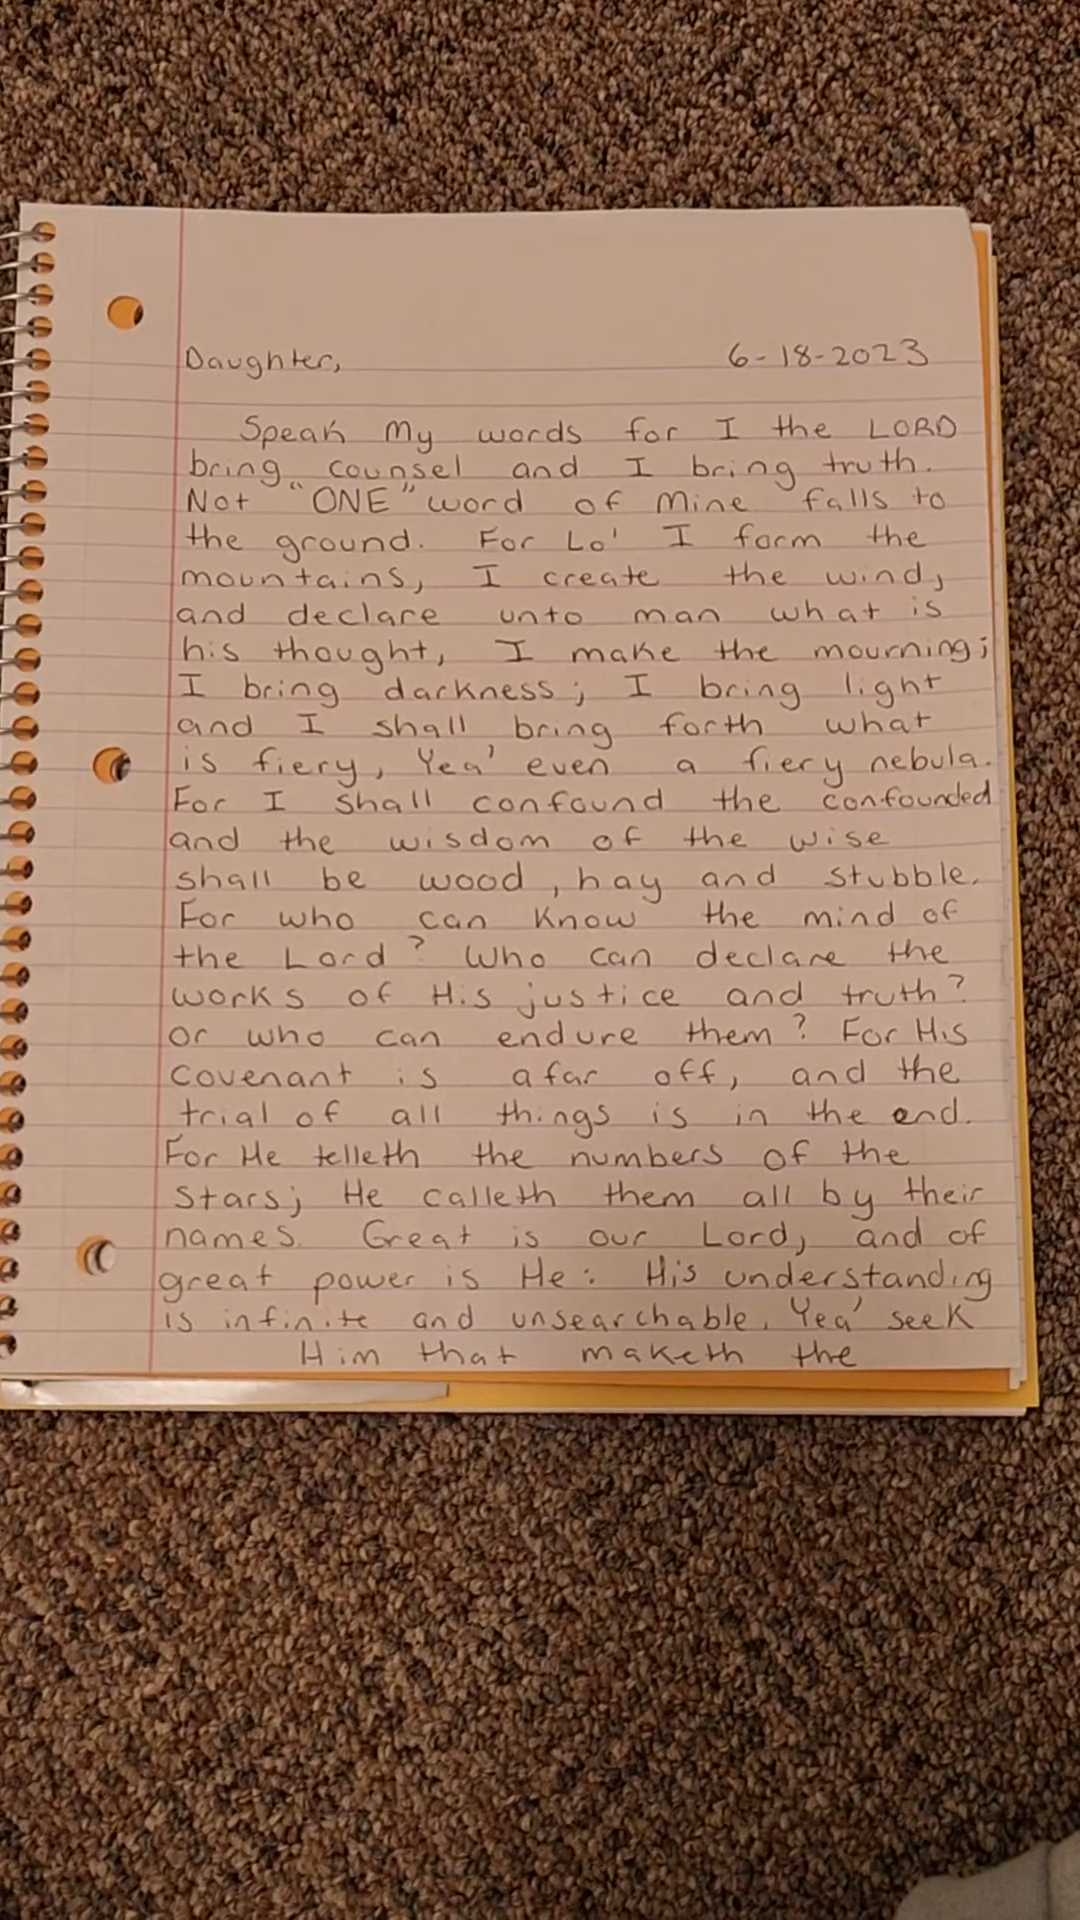 Daughter, 6-18-2023
Speak My words for I the LORD
bring counsel and I bring truth.
Not "ONE" word of Mine falls to
the ground. For Lo' I form the
mountains, I create the wind,
and declare unto man what is
his thought, I make the mourning;
I bring darkness; I bring light
and I shall bring forth what
is fiery, Yea' even a fiery nebula.
For I shall confound the confounded
and the wisdom of the wise
shall be wood, hay and stubble.
For who can know the mind of
the Lord? Who can declare the
works of His justice and truth?
or who can endure them? For His
covenant is afar off, and the
trial of all things is in the end.
For He telleth the numbers of the
stars; He calleth them all by their
names. Great is our Lord, and of
great power is He: His understanding
is infinite and unsearchable. Yea' seek
Him that maketh the